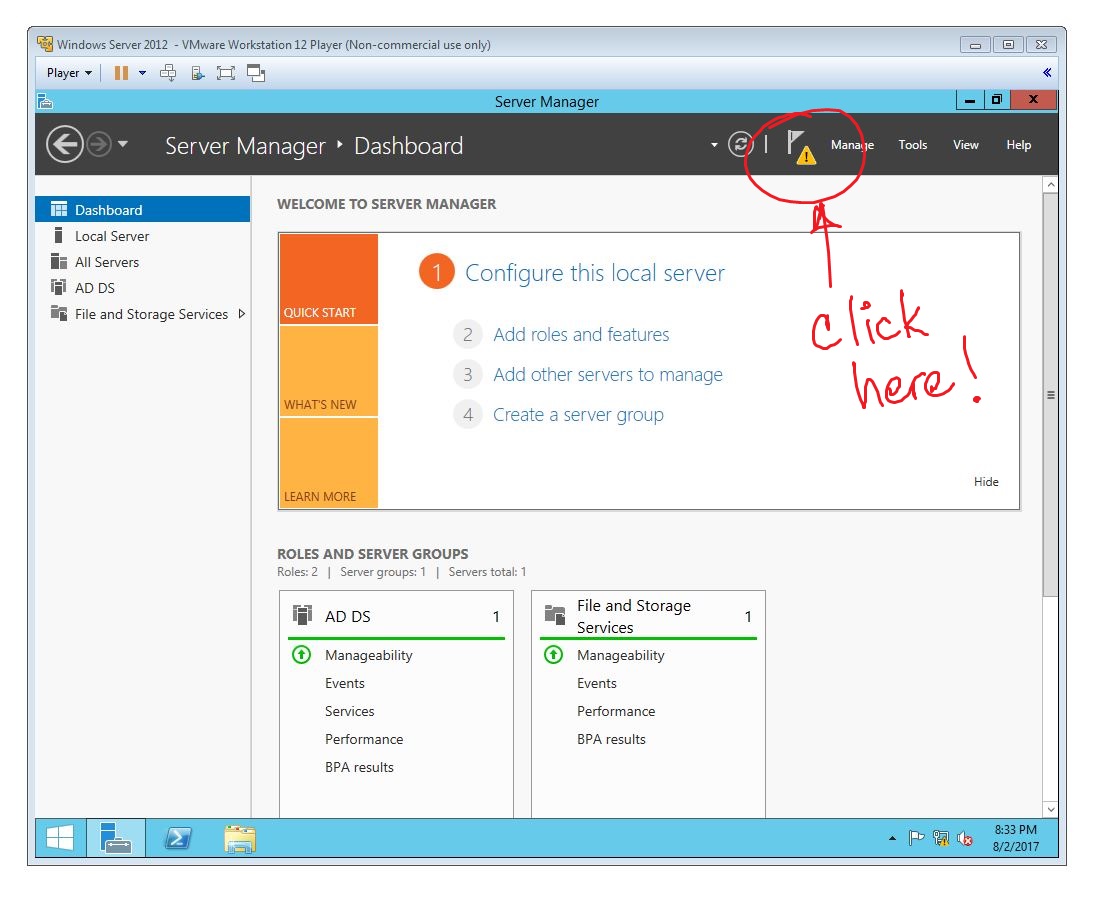 Windows Server 2012 - VMware Workstation 12 Player (Non-commercial use only)
Player
Server Manager
Server Manager Dashboard
Manage Tools View Help
Dashboard
Local Server
All Servers
AD DS
File and Storage Services
WELCOME TO SERVER MANAGER
QUICK START
WHAT'S NEW
LEARN MORE
1 Configure this local server
2 Add roles and features
3 Add other servers to manage
4 Create a server group
Hide
click
here!
ROLES AND SERVER GROUPS
Roles: 2 | Server groups: 1 | Servers total: 1
AD DS 1
Manageability
Events
Services
Performance
BPA results
File and Storage
Services 1
Manageability
Events
Performance
BPA results
8:33 PM
8/2/2017